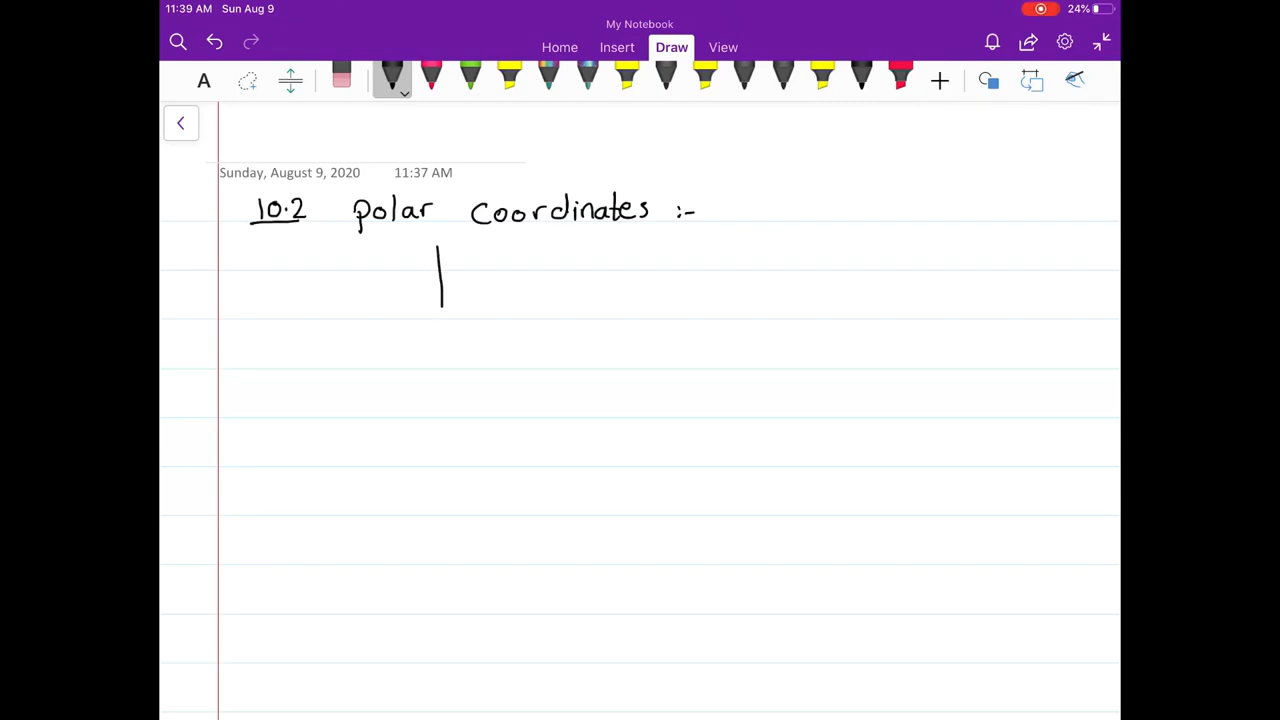 11:39 AM Sun Aug 9 24%
My Notebook
Home Insert Draw View
A
Sunday, August 9, 2020 11:37 AM
10.2 polar coordinates :-